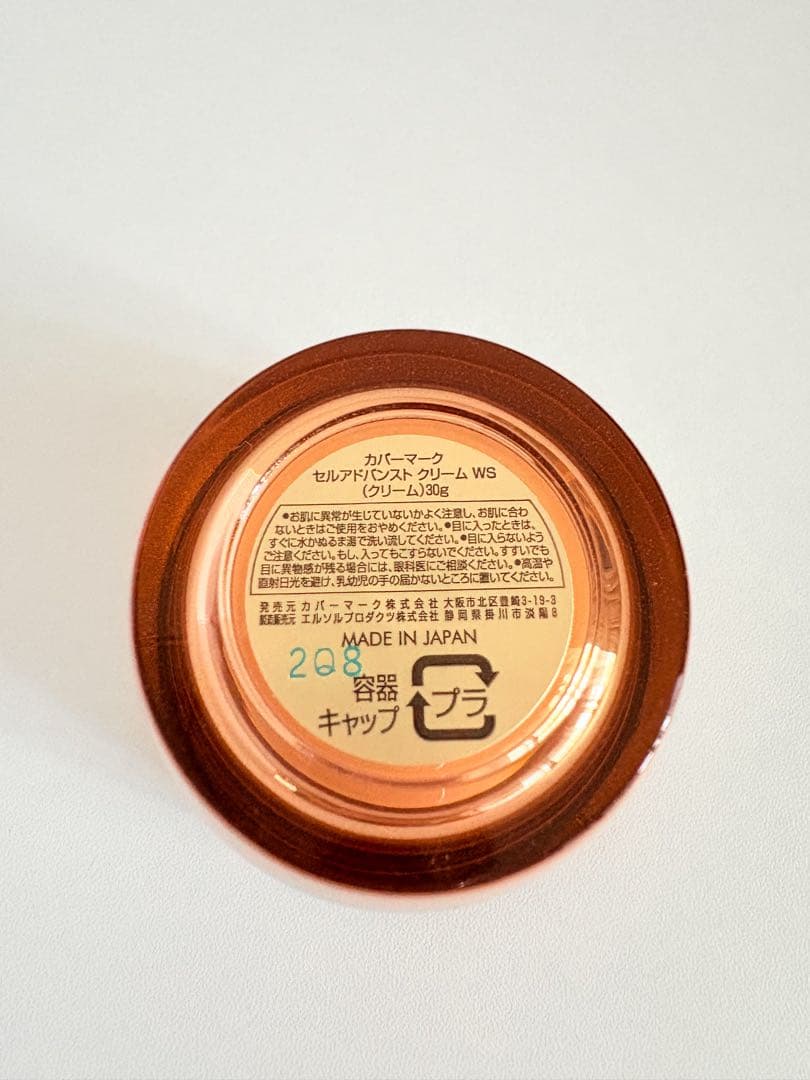 カバーマーク
セルアドバンスト クリーム WS
(クリーム)30g
●お肌に異常が生じていないかよく注意し、お肌に合わ
ないときはご使用をおやめください。●目に入ったときは、
すぐに水かぬるま湯で洗い流してください。●目に入らないよう
ご注意ください。もし、入ってもこすらないでください。すすいでも
目に異物感が残る場合には、眼科医にご相談ください。●高温や
直射日光を避け、乳幼児の手の届かないところに置いてください。
発売元 カバーマーク株式会社 大阪市北区豊崎3-19-3
製造販売元 エルソルプロダクツ株式会社 静岡県掛川市淡陽8
MADE IN JAPAN
2Q8
容器
キャップ
プラ